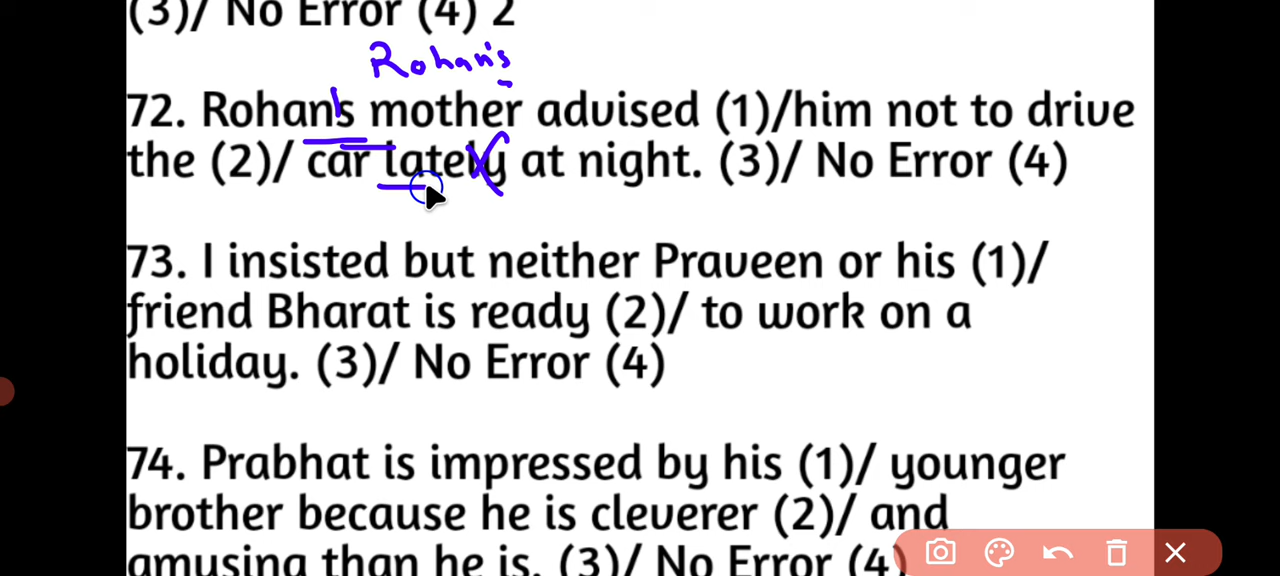 (3)/ No Error (4) 2
Rohan's
72. Rohan's mother advised (1)/him not to drive
the (2)/ car lately at night. (3)/ No Error (4)
73. I insisted but neither Praveen or his (1)/
friend Bharat is ready (2)/ to work on a
holiday. (3)/ No Error (4)
74. Prabhat is impressed by his (1)/ younger
brother because he is cleverer (2)/ and
amusing than he is. (3)/ No Error (4)